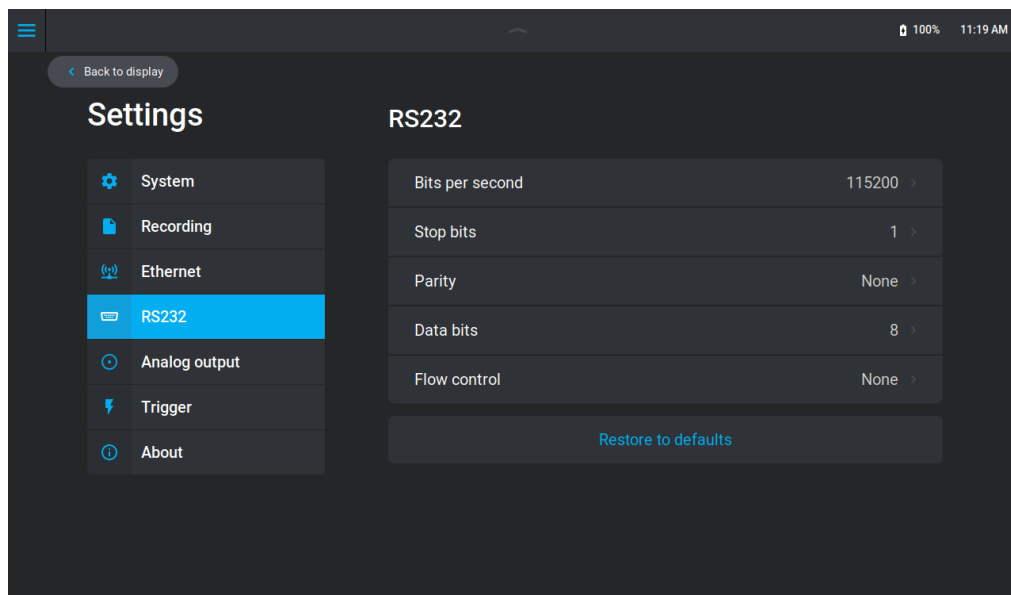 100% 11:19 AM
Back to display
Settings
System
Recording
Ethernet
RS232
Analog output
Trigger
About
RS232
Bits per second 115200
Stop bits 1
Parity None
Data bits 8
Flow control None
Restore to defaults